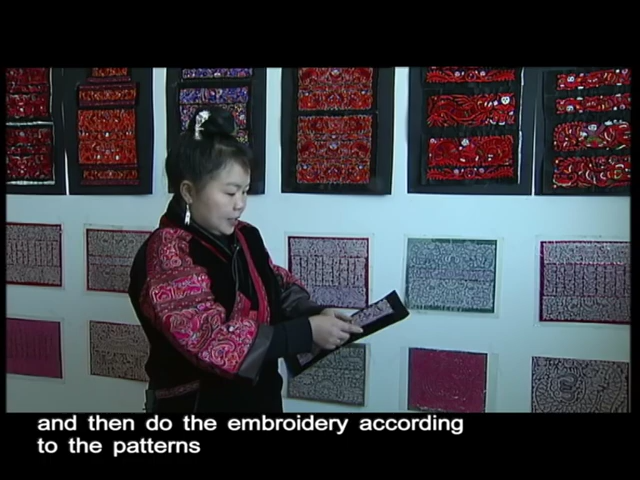 and then do the embroidery according
to the patterns